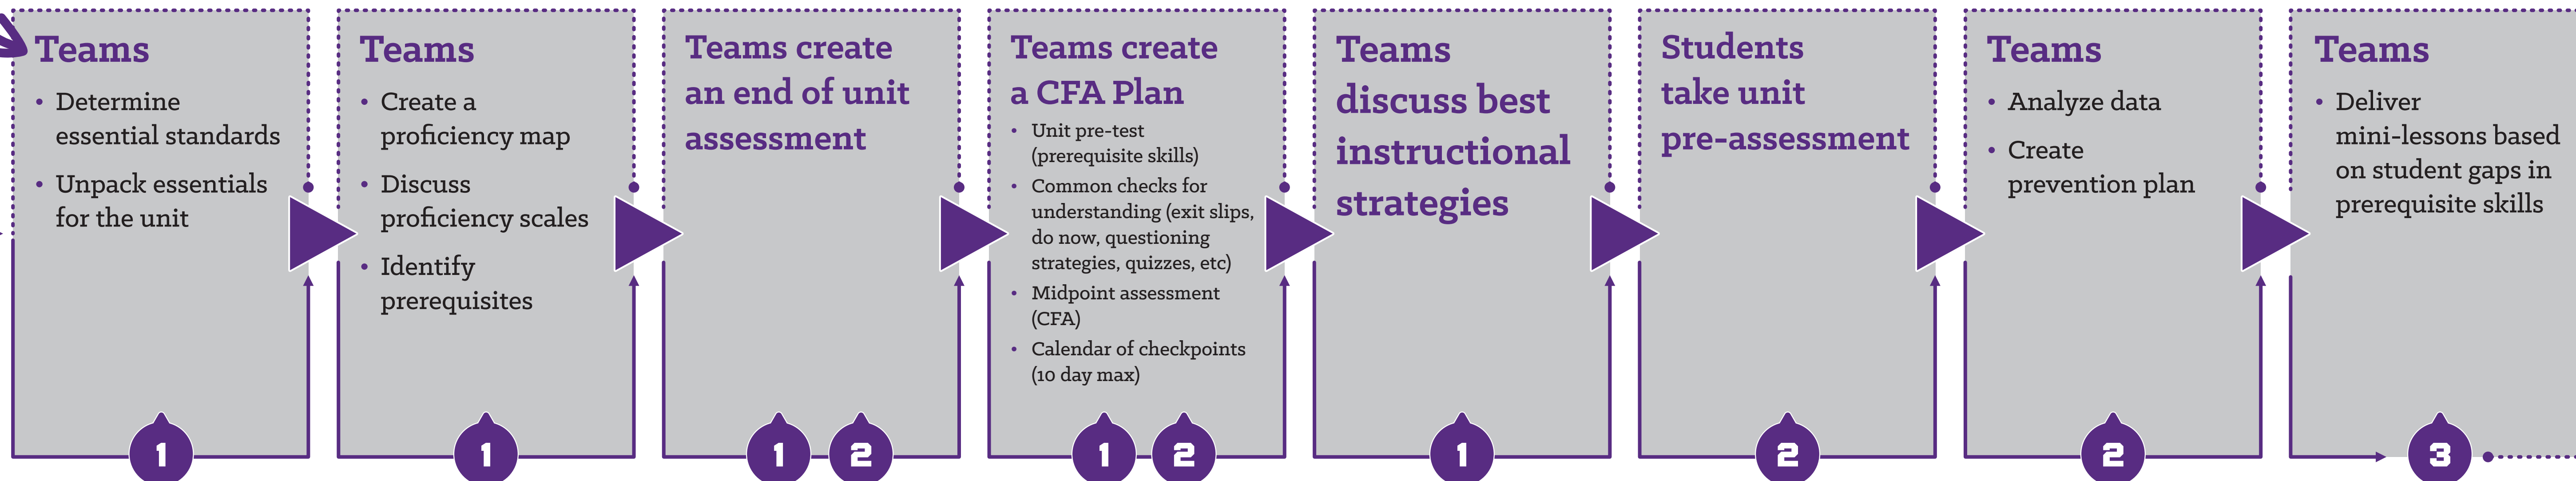 Teams
• Determine
essential standards
• Unpack essentials
for the unit
1
Teams
• Create a
proficiency map
• Discuss
proficiency scales
• Identify
prerequisites
1
Teams create
an end of unit
assessment
1 2
Teams create
a CFA Plan
• Unit pre-test
(prerequisite skills)
• Common checks for
understanding (exit slips,
do now, questioning
strategies, quizzes, etc)
• Midpoint assessment
(CFA)
• Calendar of checkpoints
(10 day max)
1 2
Teams
discuss best
instructional
strategies
1
Students
take unit
pre-assessment
2
Teams
• Analyze data
• Create
prevention plan
2
Teams
• Deliver
mini-lessons based
on student gaps in
prerequisite skills
3